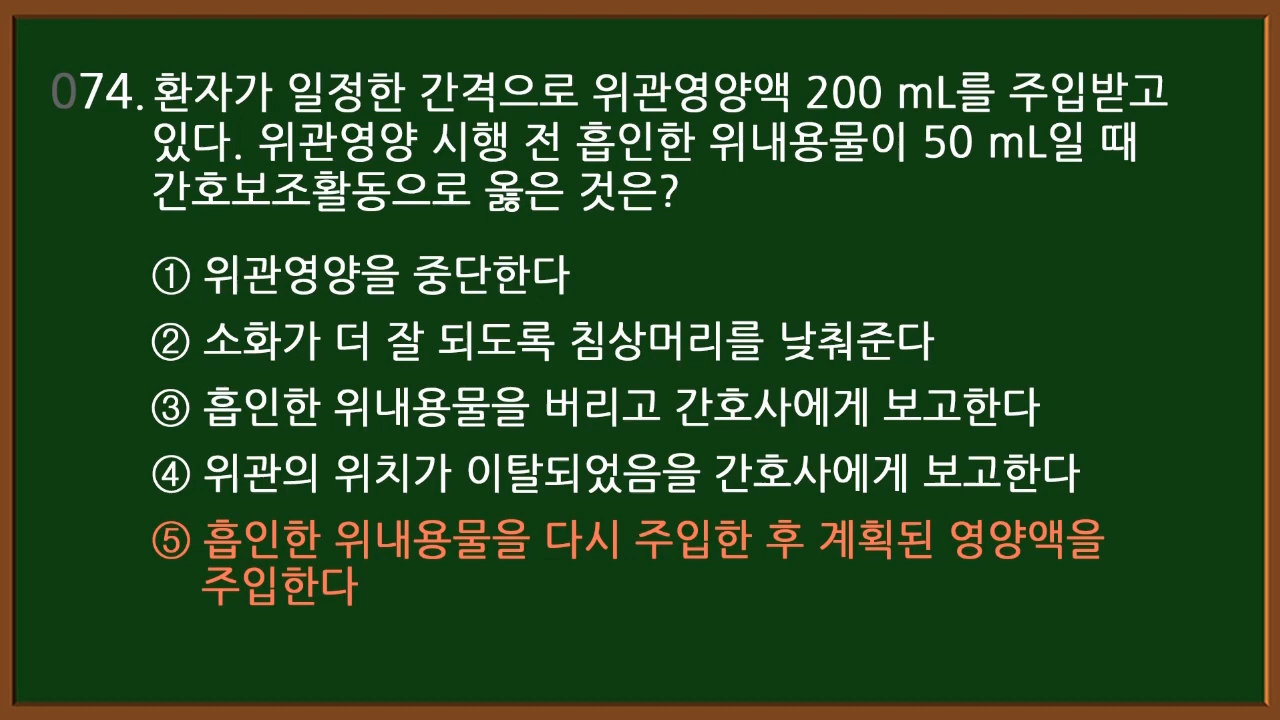 074. 환자가 일정한 간격으로 위관영양액 200 mL를 주입받고
있다. 위관영양 시행 전 흡인한 위내용물이 50 mL일 때
간호보조활동으로 옳은 것은?
① 위관영양을 중단한다
② 소화가 더 잘 되도록 침상머리를 낮춰준다
③ 흡인한 위내용물을 버리고 간호사에게 보고한다
④ 위관의 위치가 이탈되었음을 간호사에게 보고한다
⑤ 흡인한 위내용물을 다시 주입한 후 계획된 영양액을
주입한다